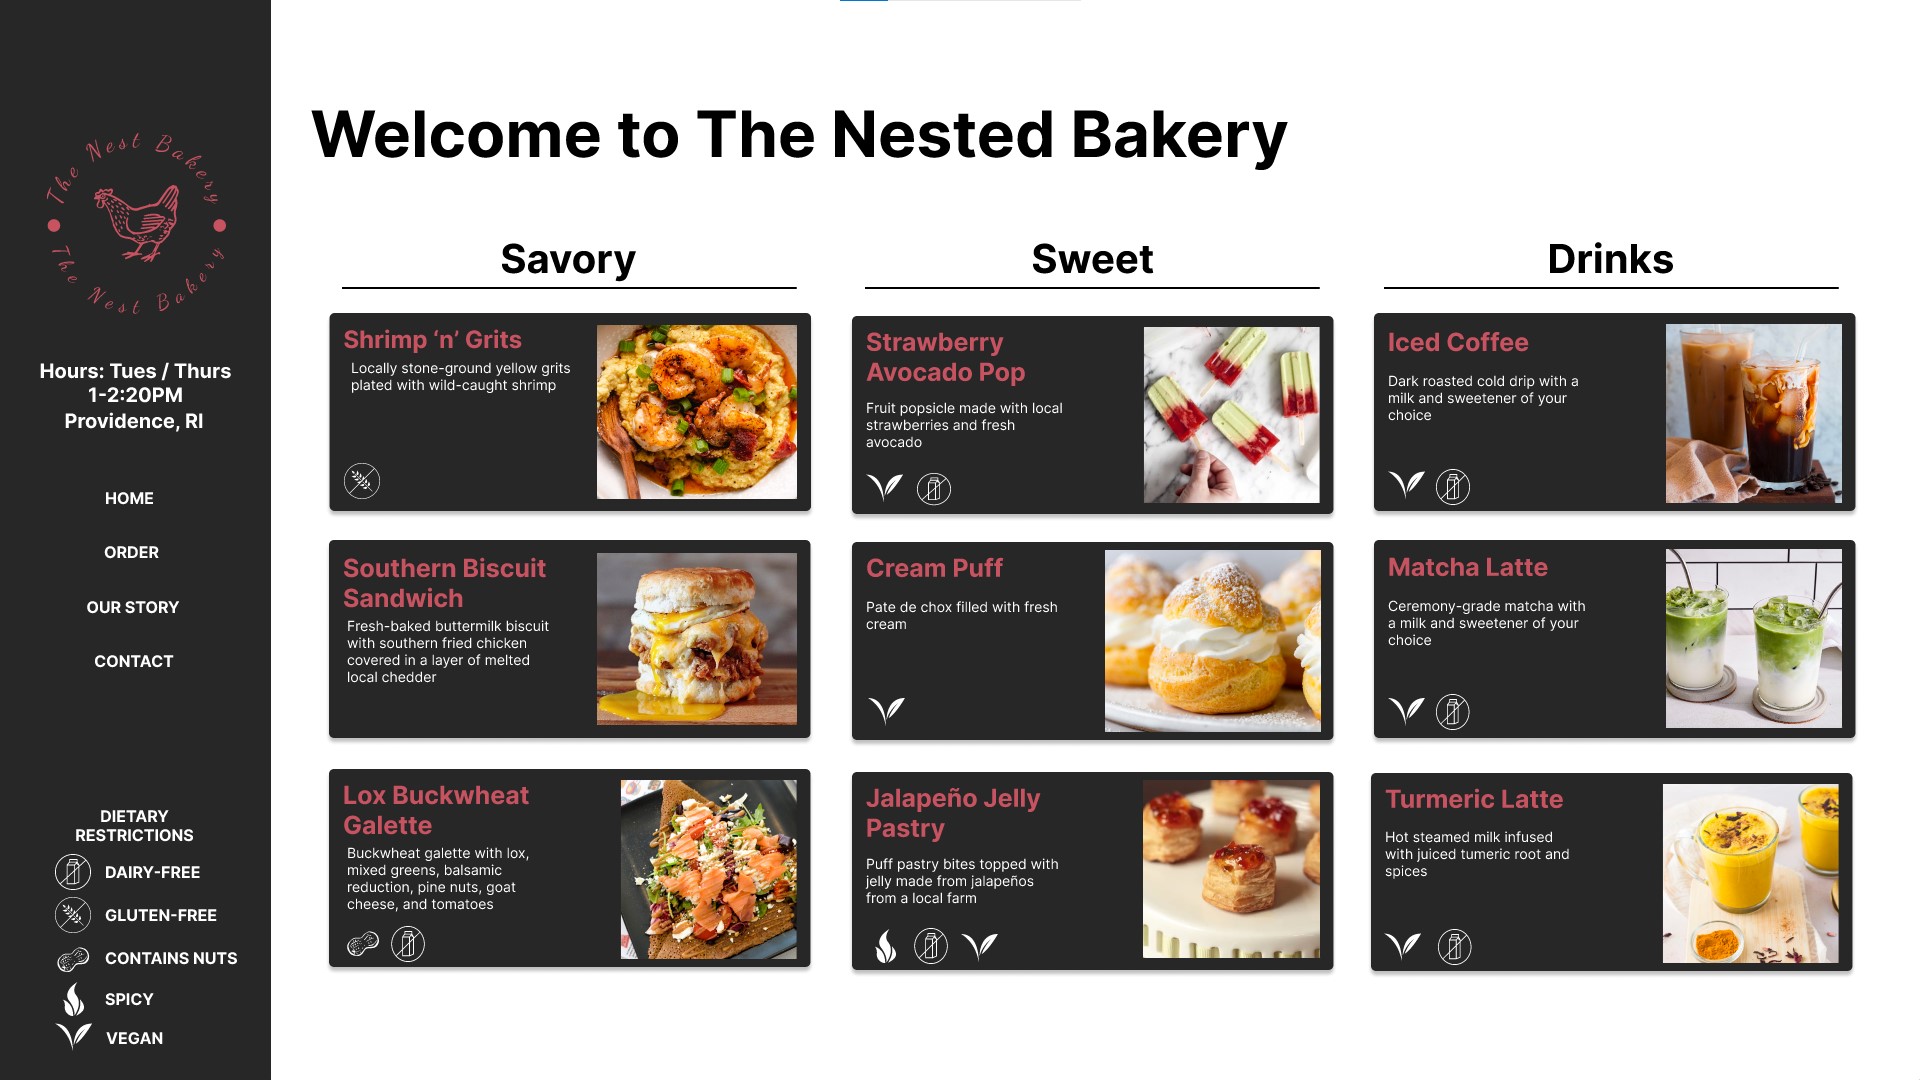 The Nest Bakery
The Nest Bakery
Hours: Tues / Thurs
1-2:20PM
Providence, RI
HOME
ORDER
OUR STORY
CONTACT
DIETARY
RESTRICTIONS
DAIRY-FREE
GLUTEN-FREE
CONTAINS NUTS
SPICY
VEGAN
Welcome to The Nested Bakery
Savory
Shrimp ‘n’ Grits
Locally stone-ground yellow grits
plated with wild-caught shrimp
Southern Biscuit
Sandwich
Fresh-baked buttermilk biscuit
with southern fried chicken
covered in a layer of melted
local chedder
Lox Buckwheat
Galette
Buckwheat galette with lox,
mixed greens, balsamic
reduction, pine nuts, goat
cheese, and tomatoes
Sweet
Strawberry
Avocado Pop
Fruit popsicle made with local
strawberries and fresh
avocado
Cream Puff
Pate de chox filled with fresh
cream
Jalapeño Jelly
Pastry
Puff pastry bites topped with
jelly made from jalapeños
from a local farm
Drinks
Iced Coffee
Dark roasted cold drip with a
milk and sweetener of your
choice
Matcha Latte
Ceremony-grade matcha with
a milk and sweetener of your
choice
Turmeric Latte
Hot steamed milk infused
with juiced tumeric root and
spices